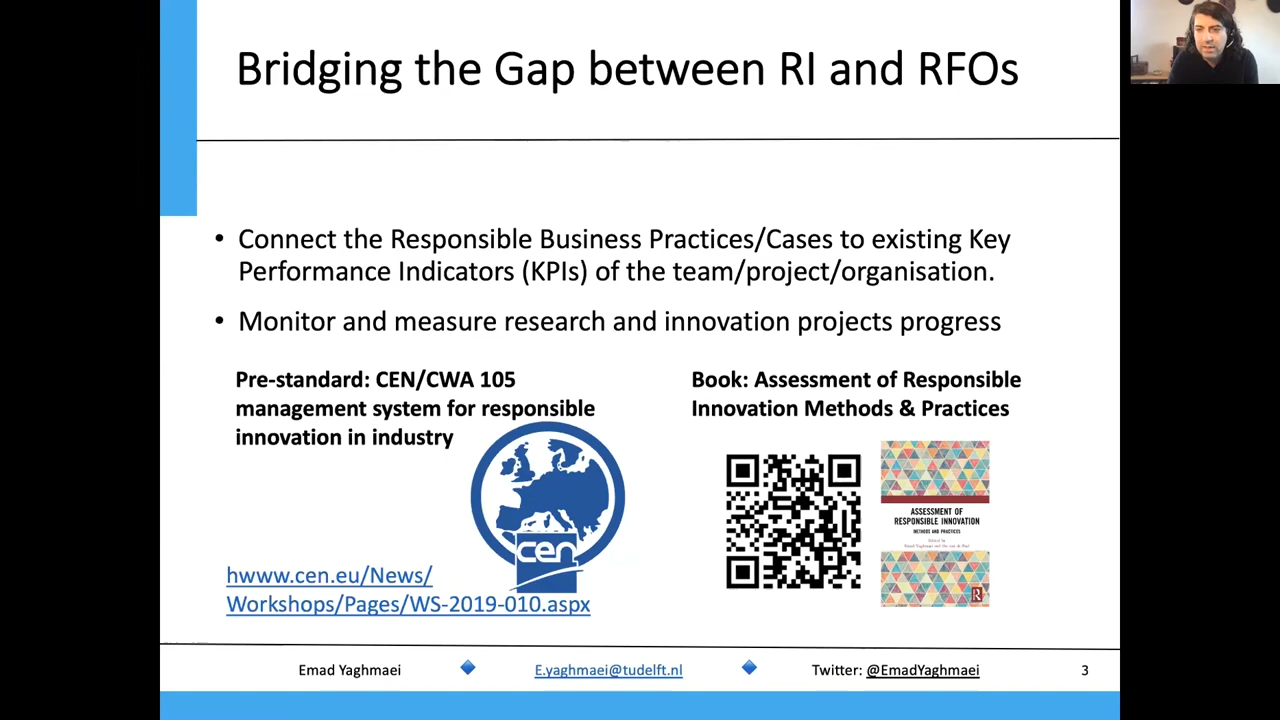 Bridging the Gap between RI and RFOs
• Connect the Responsible Business Practices/Cases to existing Key
Performance Indicators (KPIs) of the team/project/organisation.
• Monitor and measure research and innovation projects progress
Pre-standard: CEN/CWA 105
management system for responsible
innovation in industry
cen
hwww.cen.eu/News/
Workshops/Pages/WS-2019-010.aspx
Book: Assessment of Responsible
Innovation Methods & Practices
ASSESSMENT OF
RESPONSIBLE INNOVATION
METHODS AND PRACTICES
R
Emad Yaghmaei
E.yaghmaei@tudelft.nl
Twitter: @EmadYaghmaei
3